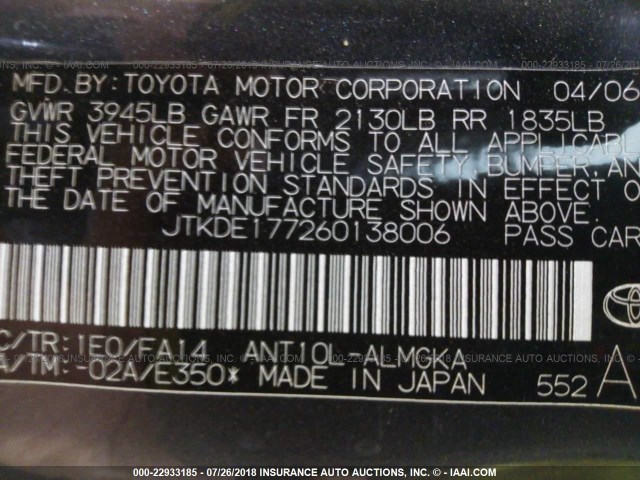 MFD.BY: TOYOTA MOTOR CORPORATION 04/06
GVWR 3945LB GAWR FR 2130LB RR 1835LB
THIS VEHICLE CONFORMS TO ALL APPLICABL
FEDERAL MOTOR VEHICLE SAFETY, BUMPER, AN
THEFT PREVENTION STANDARDS IN EFFECT O
THE DATE OF MANUFACTURE SHOWN ABOVE.
JTKDE177260138006 PASS CAR
C/TR: 1E0/FA14 ANT10L-ALMGKA
A/TM: -02A/E350* MADE IN JAPAN 552 A
000-22933185 - 07/26/2018 INSURANCE AUTO AUCTIONS, INC. - IAAI.COM